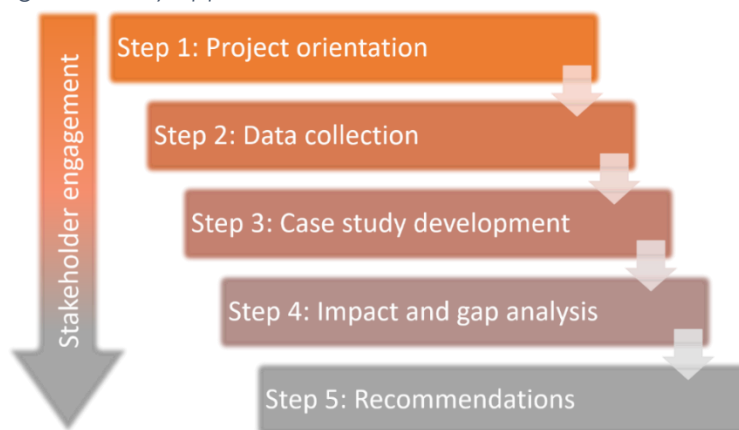 Step 1: Project orientation
Step 2: Data collection
Step 3: Case study development
Step 4: Impact and gap analysis
Step 5: Recommendations
Stakeholder engagement